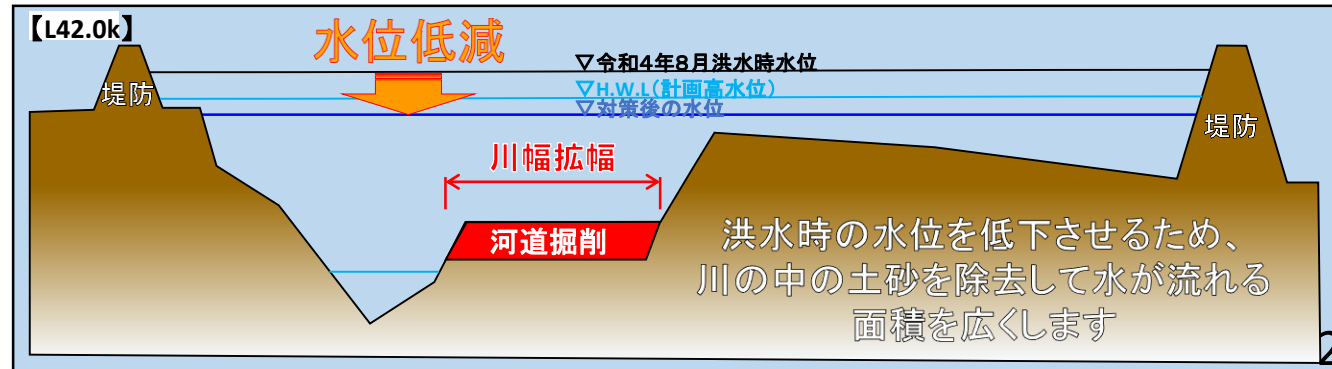 【L42.0k】
水位低減
▽令和4年8月洪水時水位
▽H.W.L(計画高水位)
▽対策後の水位
堤防
堤防
川幅拡幅
河道掘削
洪水時の水位を低下させるため、
川の中の土砂を除去して水が流れる
面積を広くします
2